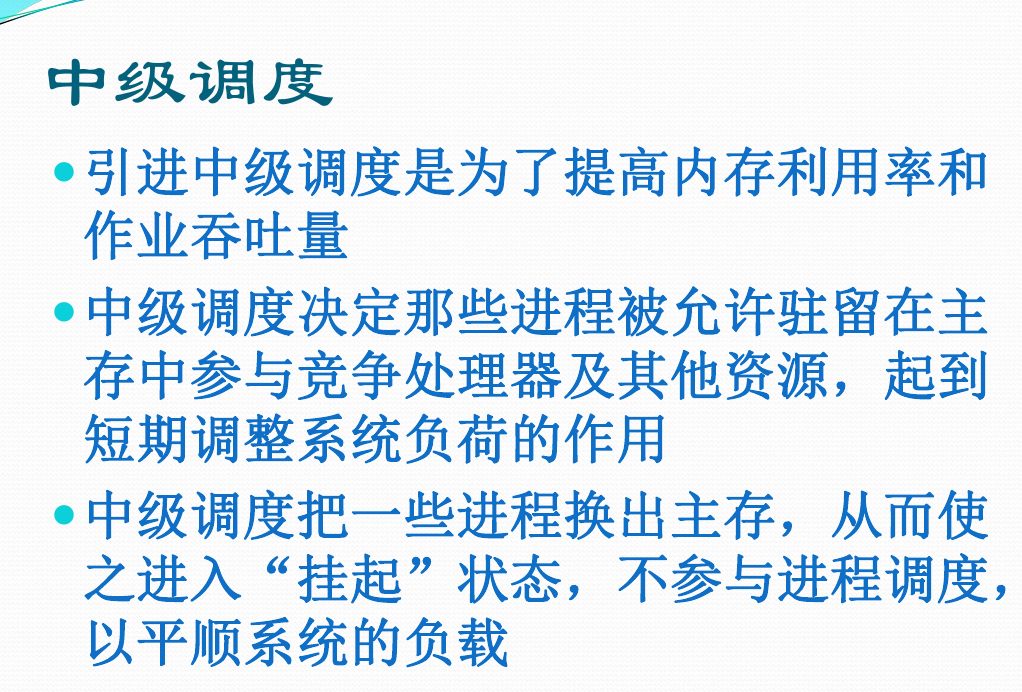 中级调度
•引进中级调度是为了提高内存利用率和
作业吞吐量
•中级调度决定那些进程被允许驻留在主
存中参与竞争处理器及其他资源，起到
短期调整系统负荷的作用
•中级调度把一些进程换出主存，从而使
之进入“挂起”状态，不参与进程调度，
以平顺系统的负载